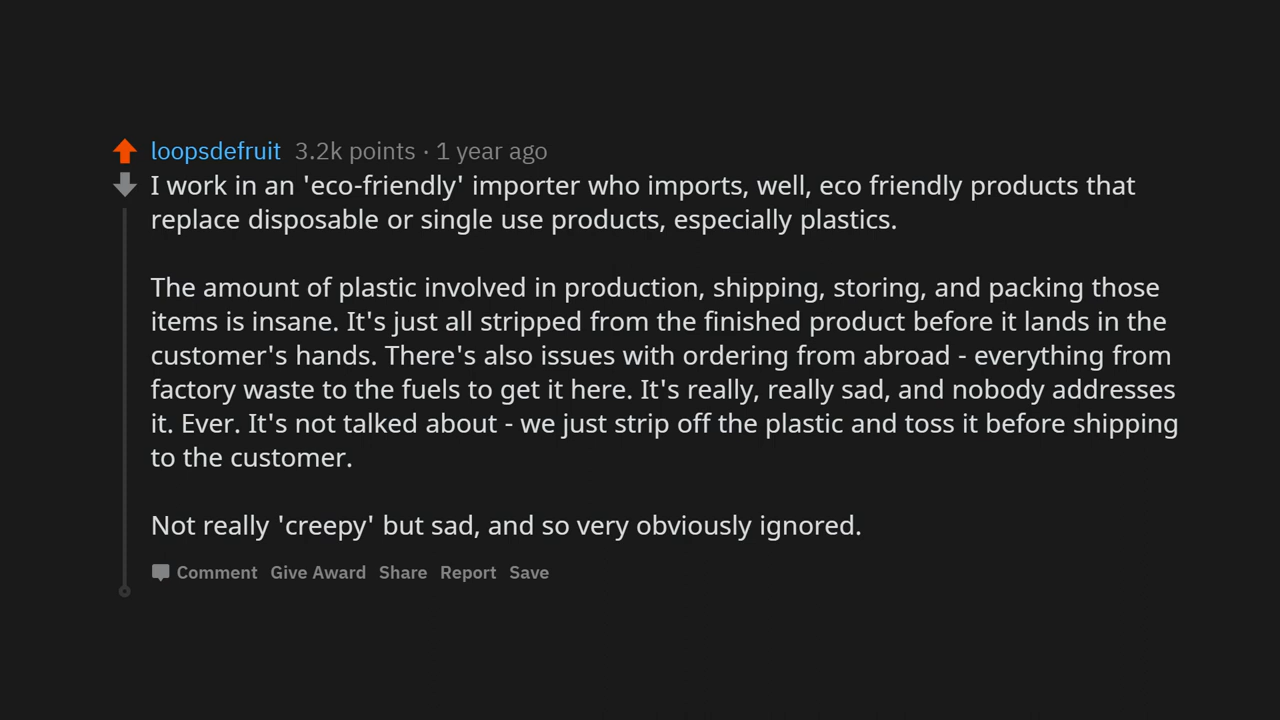 loopsdefruit 3.2k points · 1 year ago
I work in an 'eco-friendly' importer who imports, well, eco friendly products that
replace disposable or single use products, especially plastics.
The amount of plastic involved in production, shipping, storing, and packing those
items is insane. It's just all stripped from the finished product before it lands in the
customer's hands. There's also issues with ordering from abroad - everything from
factory waste to the fuels to get it here. It's really, really sad, and nobody addresses
it. Ever. It's not talked about - we just strip off the plastic and toss it before shipping
to the customer.
Not really 'creepy' but sad, and so very obviously ignored.
Comment Give Award Share Report Save